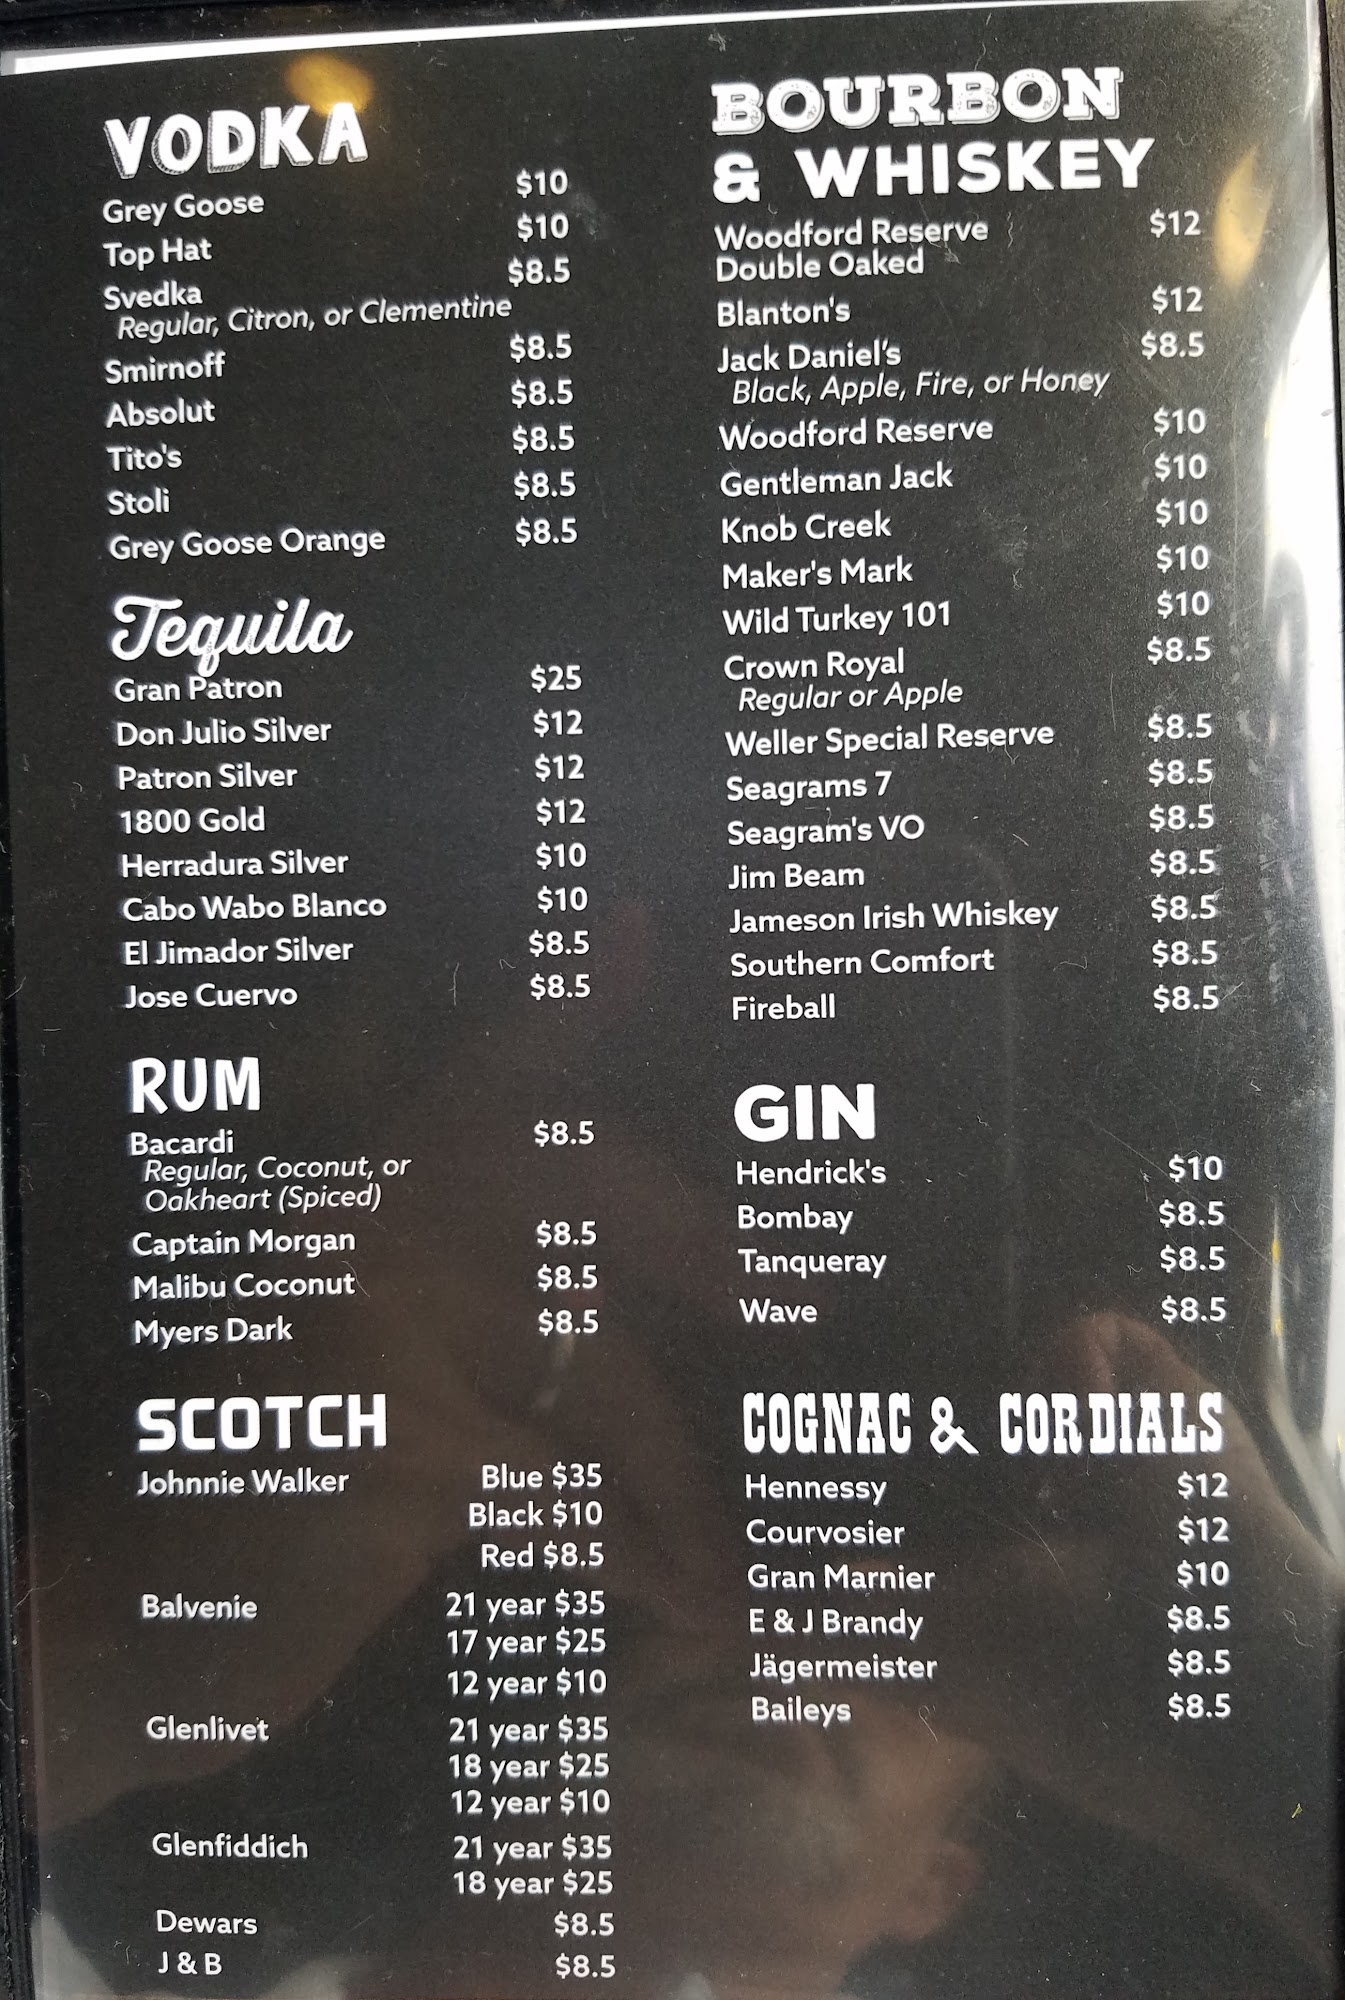 VODKA
Grey Goose $10
Top Hat $10
Svedka $8.5
Regular, Citron, or Clementine
Smirnoff $8.5
Absolut $8.5
Tito's $8.5
Stoli $8.5
Grey Goose Orange $8.5
Tequila
Gran Patron $25
Don Julio Silver $12
Patron Silver $12
1800 Gold $12
Herradura Silver $10
Cabo Wabo Blanco $10
El Jimador Silver $8.5
Jose Cuervo $8.5
RUM
Bacardi $8.5
Regular, Coconut, or
Oakheart (Spiced)
Captain Morgan $8.5
Malibu Coconut $8.5
Myers Dark $8.5
SCOTCH
Johnnie Walker Blue $35
Black $10
Red $8.5
Balvenie 21 year $35
17 year $25
12 year $10
Glenlivet 21 year $35
18 year $25
12 year $10
Glenfiddich 21 year $35
18 year $25
Dewars $8.5
J & B $8.5
BOURBON
& WHISKEY
Woodford Reserve $12
Double Oaked
Blanton's $12
Jack Daniel's $8.5
Black, Apple, Fire, or Honey
Woodford Reserve $10
Gentleman Jack $10
Knob Creek $10
Maker's Mark $10
Wild Turkey 101 $10
Crown Royal $8.5
Regular or Apple
Weller Special Reserve $8.5
Seagrams 7 $8.5
Seagram's VO $8.5
Jim Beam $8.5
Jameson Irish Whiskey $8.5
Southern Comfort $8.5
Fireball $8.5
GIN
Hendrick's $10
Bombay $8.5
Tanqueray $8.5
Wave $8.5
COGNAC & CORDIALS
Hennessy $12
Courvosier $12
Gran Marnier $10
E & J Brandy $8.5
Jägermeister $8.5
Baileys $8.5